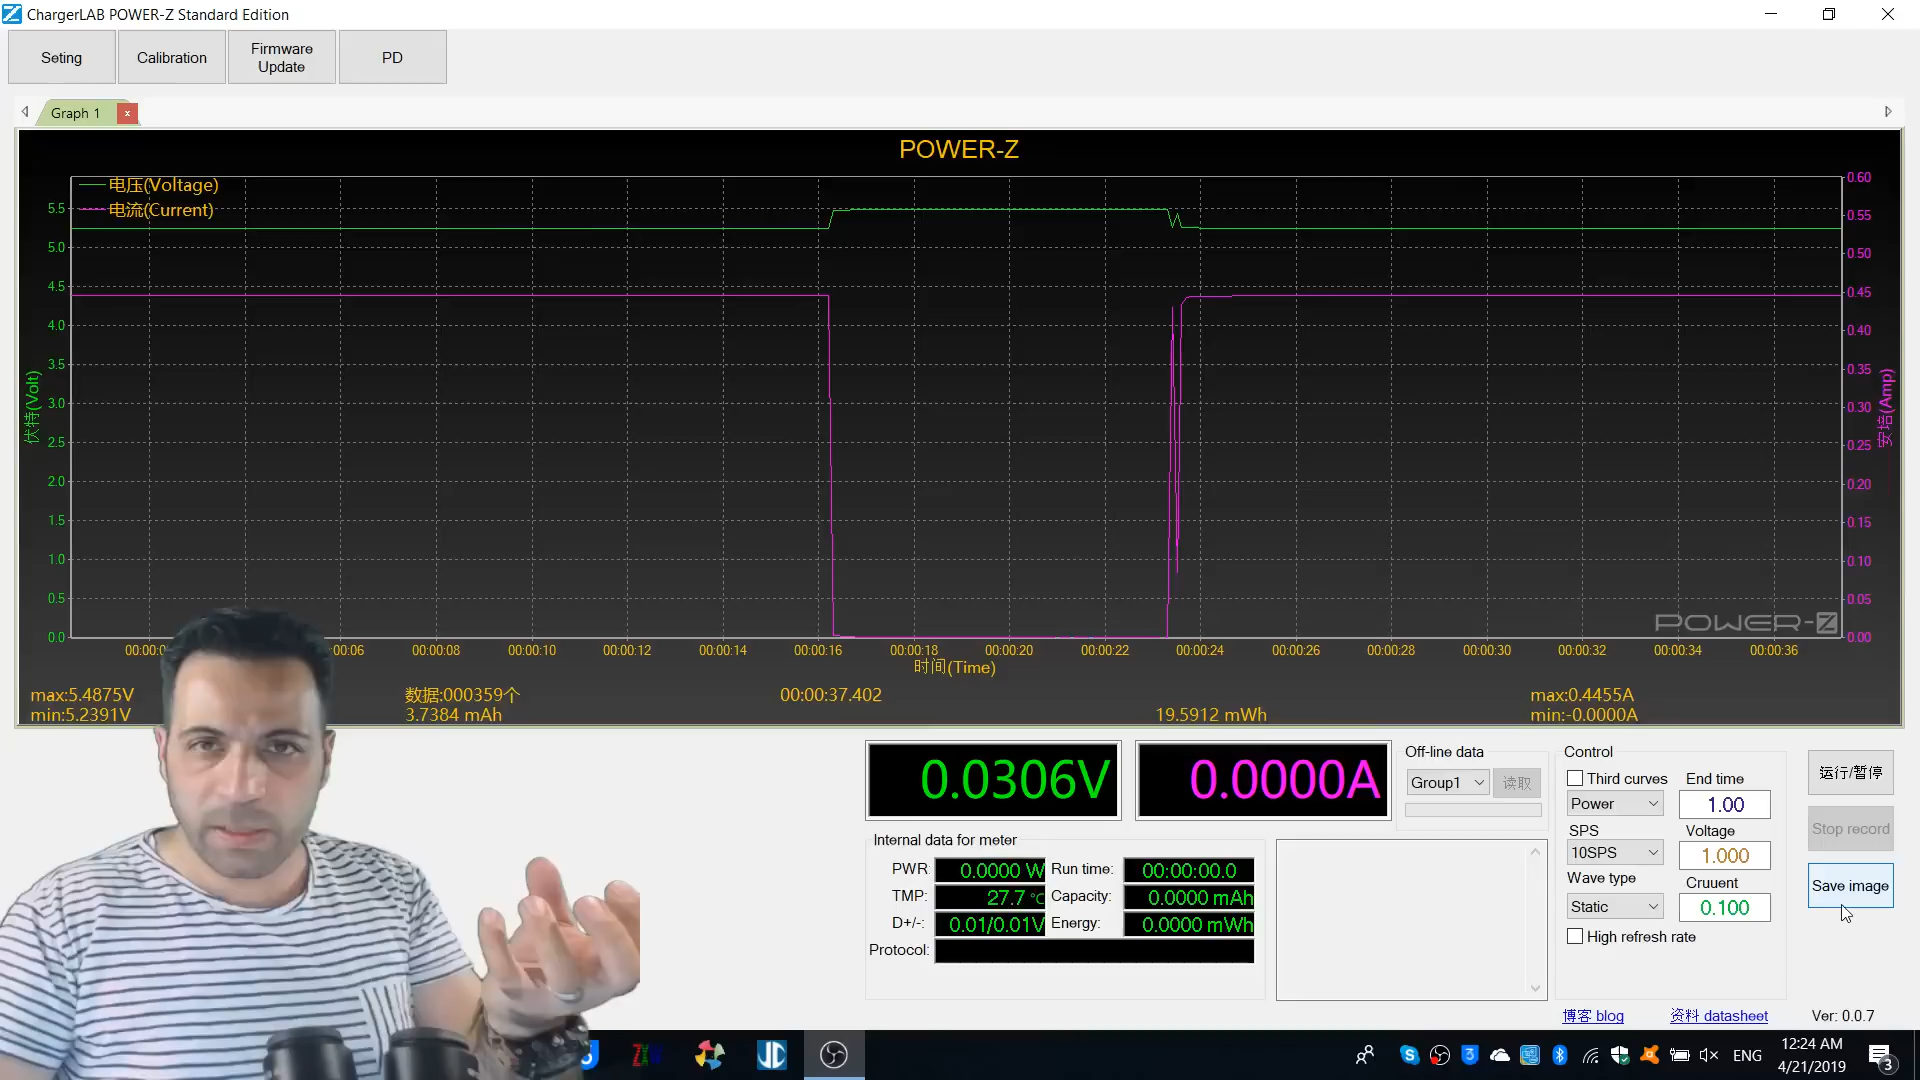 ChargerLAB POWER-Z Standard Edition
Seting
Calibration
Firmware
Update
PD
Graph 1
x
POWER-Z
电压(Voltage)
电流(Current)
5.5
5.0
4.5
4.0
3.5
3.0
2.5
2.0
1.5
1.0
0.5
0.0
伏特(Volt)
0.60
0.55
0.50
0.45
0.40
0.35
0.30
0.25
0.20
0.15
0.10
0.05
0.00
安培(Amp)
POWER-Z
00:00:08
00:00:10
00:00:12
00:00:14
00:00:16
00:00:18
00:00:20
00:00:22
00:00:24
00:00:26
00:00:28
00:00:30
00:00:32
00:00:34
00:00:36
时间(Time)
max:5.4875V
min:5.2391V
数据:000359个
3.7384 mAh
00:00:37.402
19.5912 mWh
max:0.4455A
min:-0.0000A
0.0306V
0.0000A
Internal data for meter
PWR: 0.0000 W Run time: 00:00:00.0
TMP: 27.7 °C Capacity: 0.0000 mAh
D+/-: 0.01/0.01V Energy: 0.0000 mWh
Protocol:
Off-line data
Group1 读取
Control
Third curves End time
Power 1.00
SPS Voltage
10SPS 1.000
Wave type Cruuent
Static 0.100
High refresh rate
运行/暂停
Stop record
Save image
博客 blog
资料 datasheet
Ver: 0.0.7
ENG
12:24 AM
4/21/2019
3